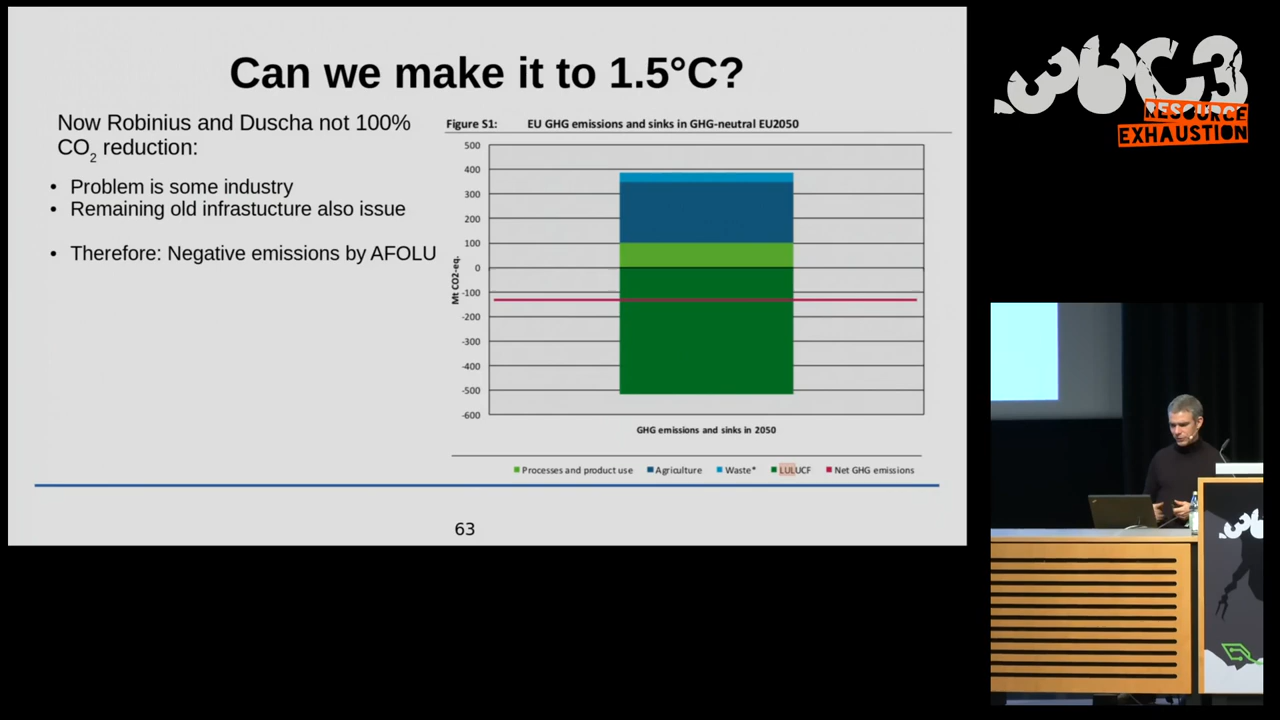 Can we make it to 1.5°C?
Now Robinius and Duscha not 100%
CO2 reduction:
• Problem is some industry
• Remaining old infrastucture also issue
• Therefore: Negative emissions by AFOLU
Figure S1: EU GHG emissions and sinks in GHG-neutral EU2050
500
400
300
200
100
0
-100
-200
-300
-400
-500
-600
Mt CO2-eq.
GHG emissions and sinks in 2050
Processes and product use Agriculture Waste* LULUCF Net GHG emissions
63
36C3
RESOURCE
EXHAUSTION